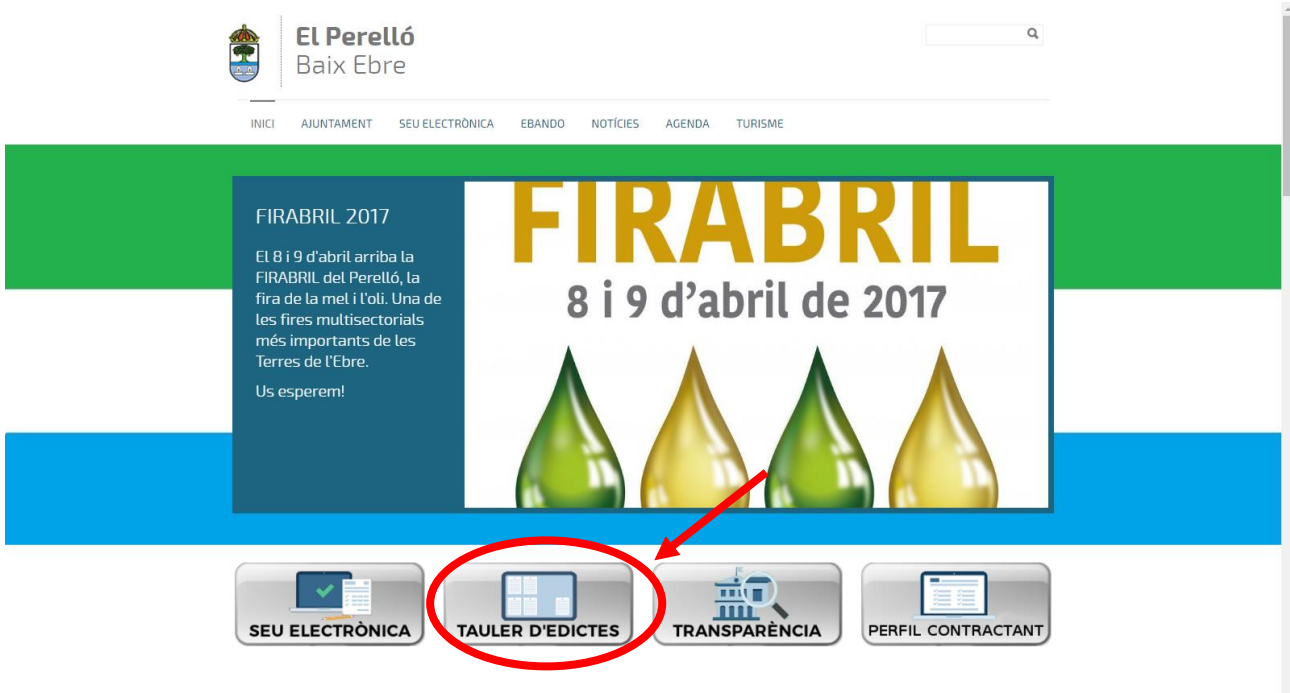 El Perelló
Baix Ebre
INICI AJUNTAMENT SEU ELECTRÒNICA EBANDO NOTÍCIES AGENDA TURISME
FIRABRIL 2017
El 8 i 9 d'abril arriba la
FIRABRIL del Perelló, la
fira de la mel i l'oli. Una de
les fires multisectorials
més importants de les
Terres de l'Ebre.
Us esperem!
FIRABRIL
8 i 9 d'abril de 2017
SEU ELECTRÒNICA
TAULER D'EDICTES
TRANSPARÈNCIA
PERFIL CONTRACTANT